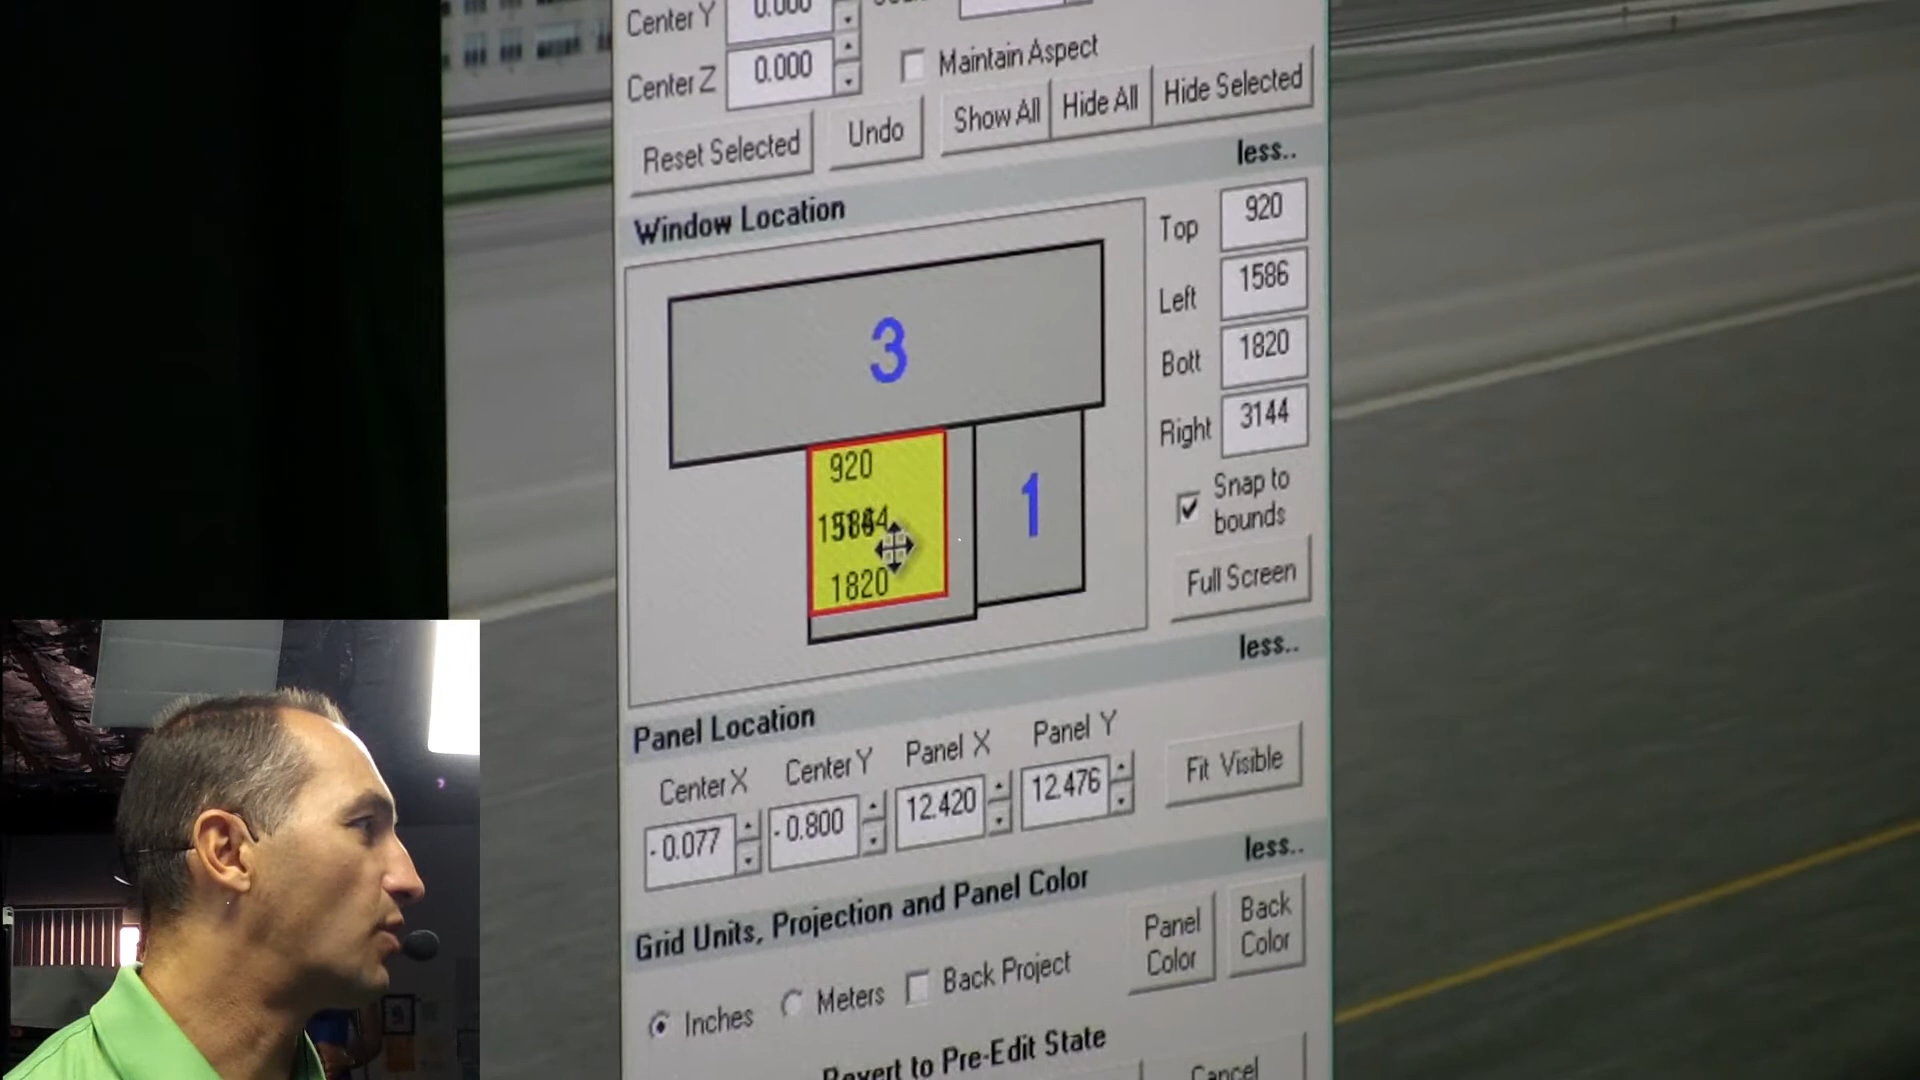 Center Y 0.000
Center Z 0.000 Maintain Aspect
Reset Selected Undo Show All Hide All Hide Selected
less..
Window Location
Top 920
Left 1586
Bott 1820
Right 3144
Snap to
bounds
Full Screen
3
920
1820
1
less..
Panel Location
Center X Center Y Panel X Panel Y
-0.077 -0.800 12.420 12.476 Fit Visible
less..
Grid Units, Projection and Panel Color
Inches Meters Back Project
Panel
Color
Back
Color
Revert to Pre-Edit State
Cancel